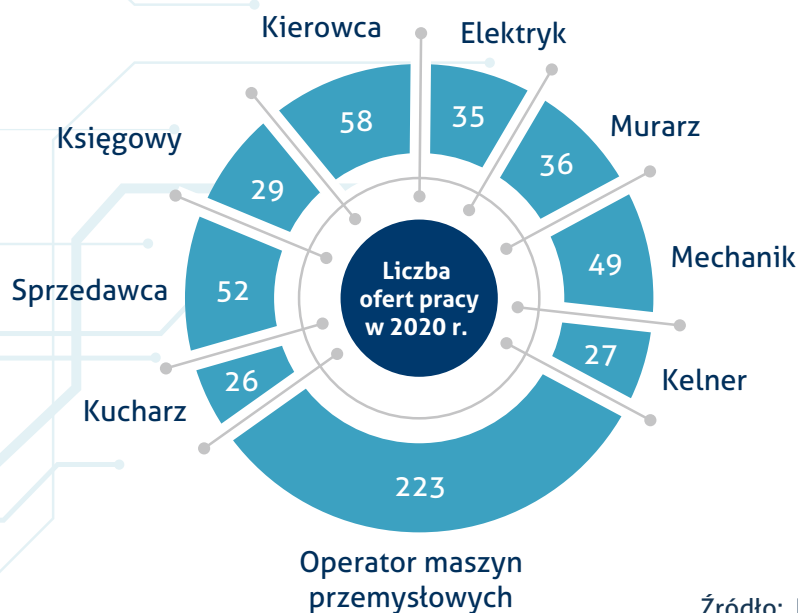 Kierowca
58
Elektryk
35
Murarz
36
Mechanik
49
Kelner
27
Operator maszyn
przemysłowych
223
Kucharz
26
Sprzedawca
52
Księgowy
29
Liczba
ofert pracy
w 2020 r.
Źródło: